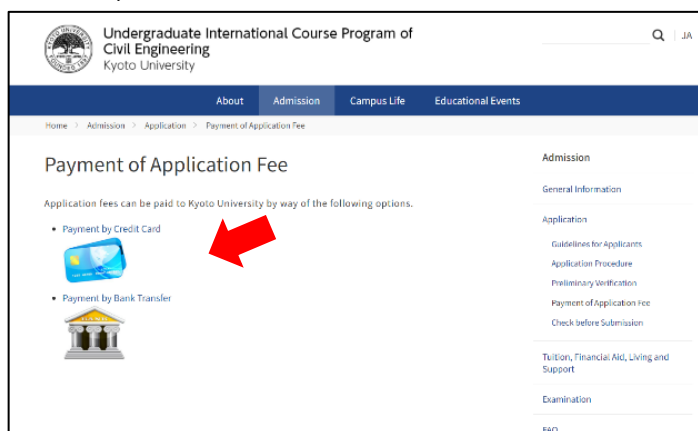 Undergraduate International Course Program of
Civil Engineering
Kyoto University
JA
About Admission Campus Life Educational Events
Home > Admission > Application > Payment of Application Fee
Payment of Application Fee
Application fees can be paid to Kyoto University by way of the following options.
• Payment by Credit Card
• Payment by Bank Transfer
Admission
General Information
Application
Guidelines for Applicants
Application Procedure
Preliminary Verification
Payment of Application Fee
Check before Submission
Tuition, Financial Aid, Living and
Support
Examination
FAQ